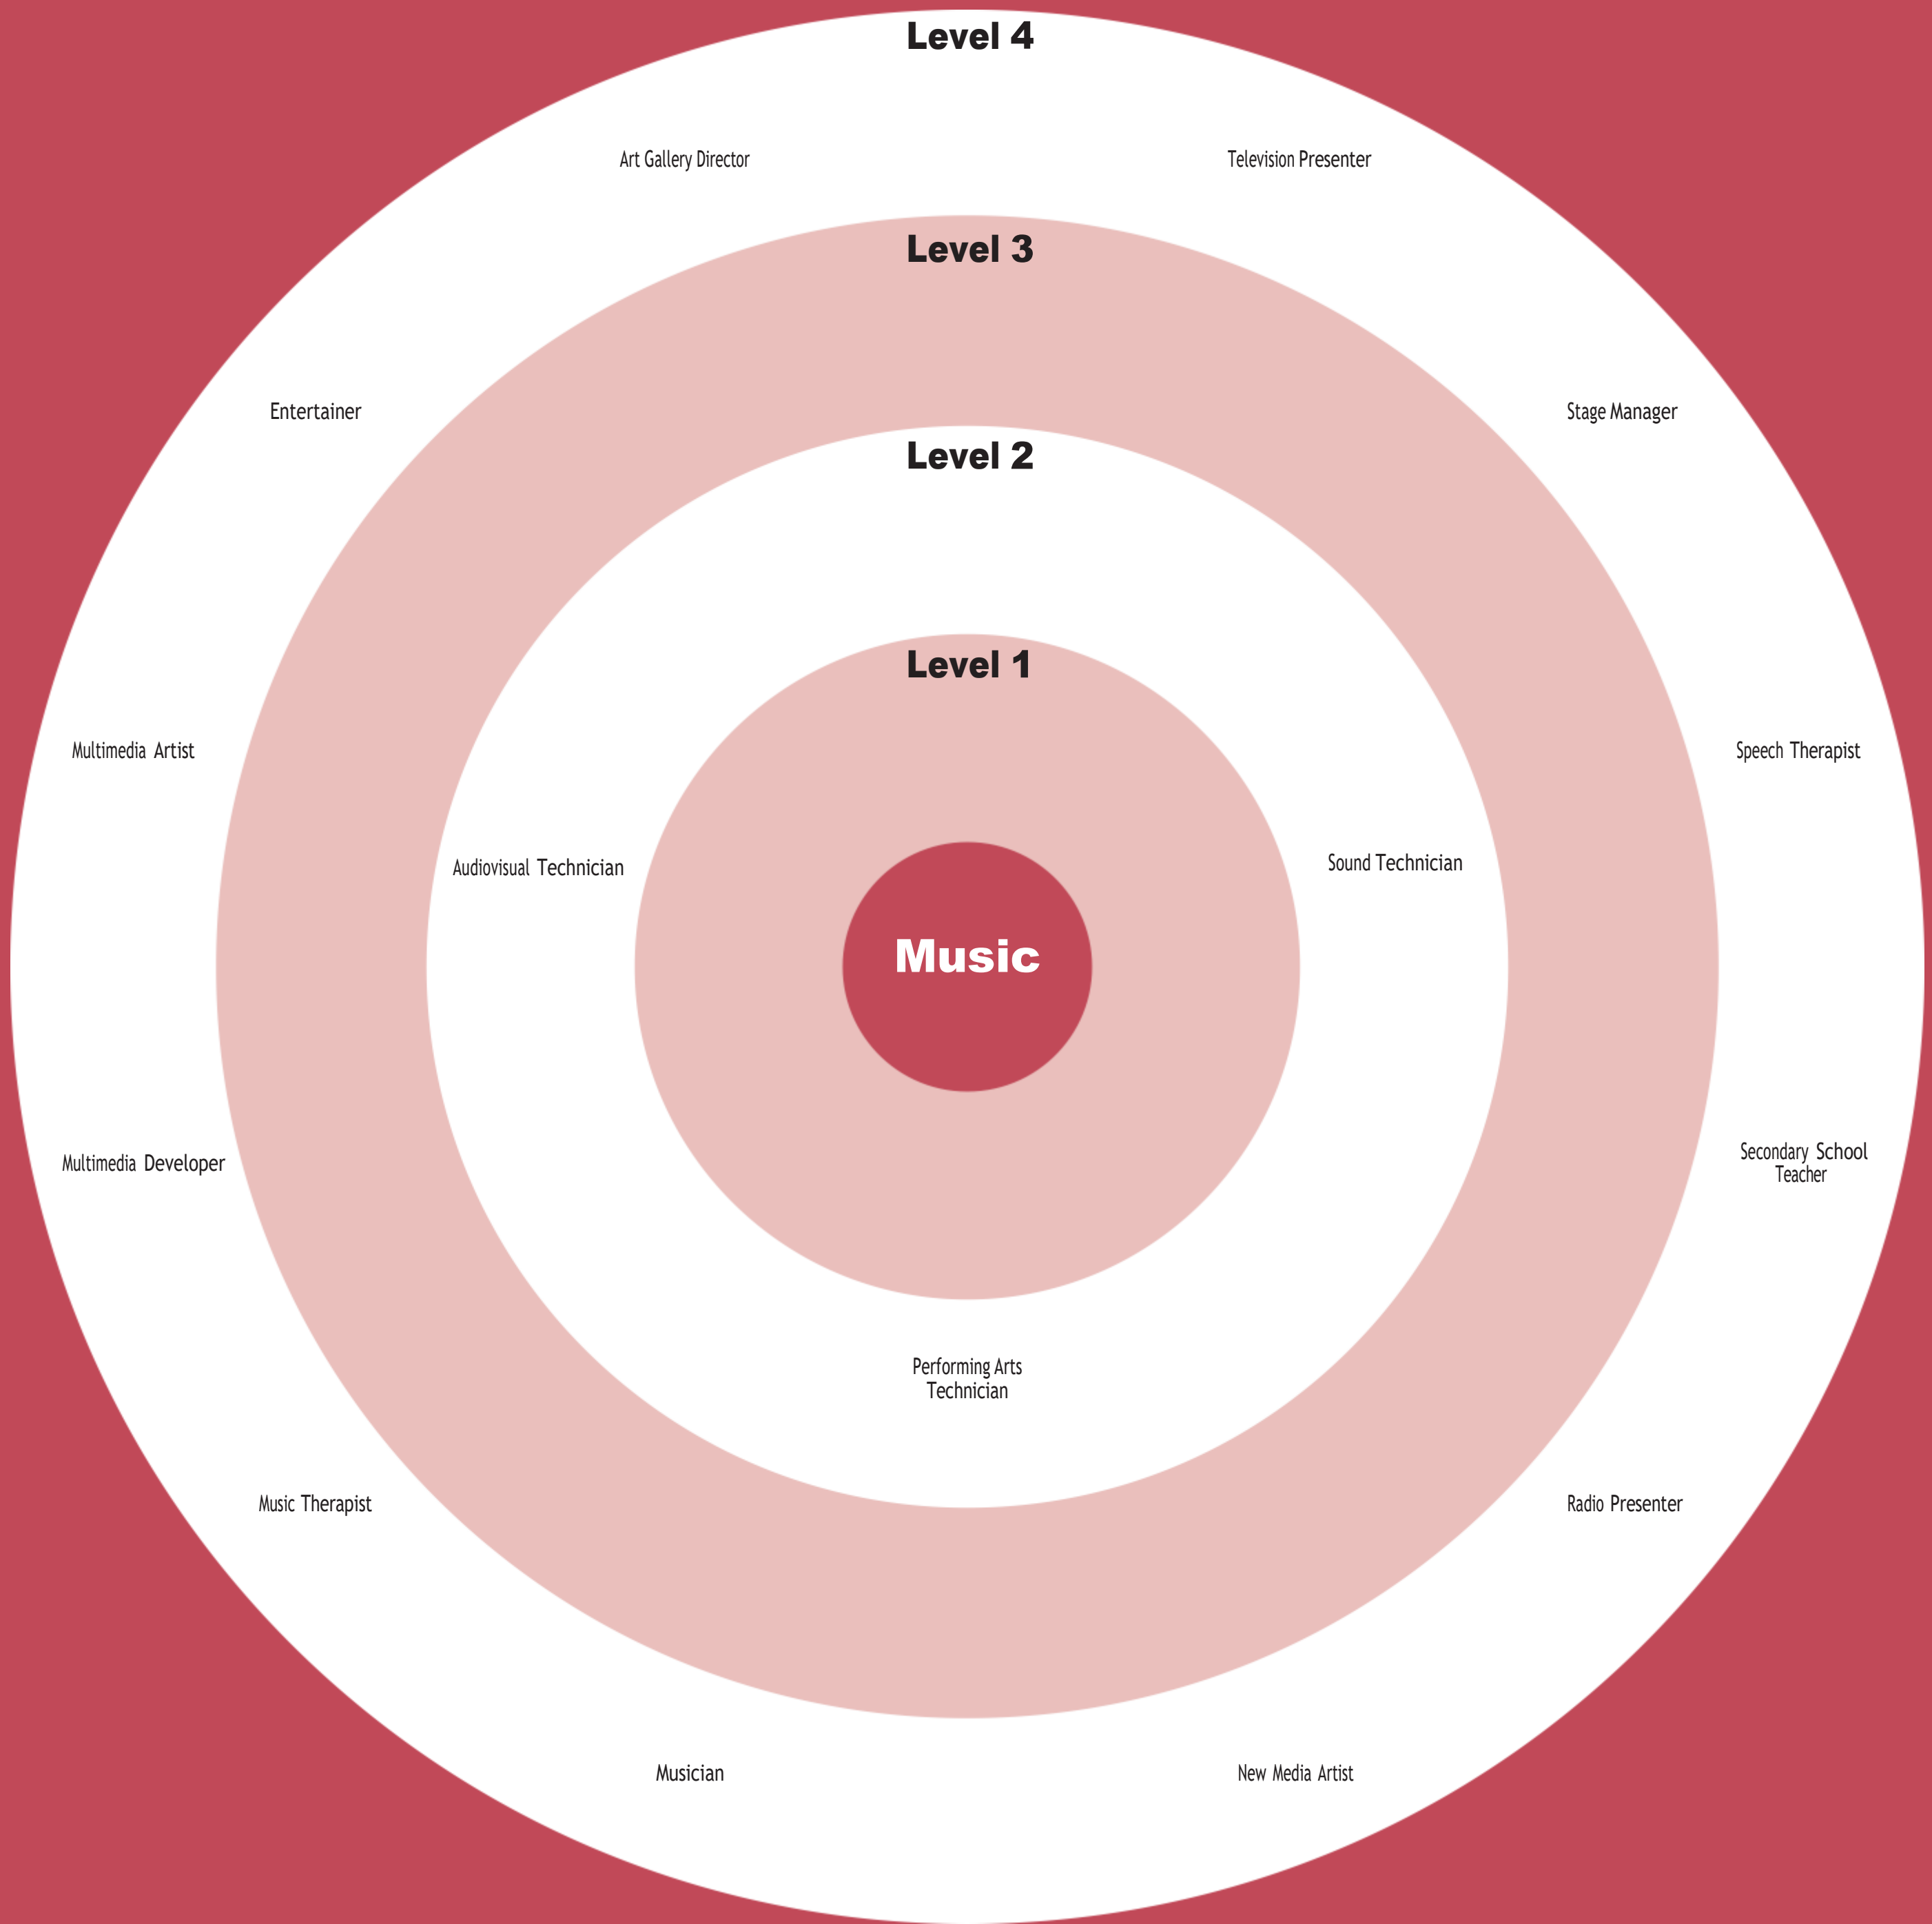 Level 4
Art Gallery Director
Television Presenter
Level 3
Entertainer
Stage Manager
Level 2
Level 1
Multimedia Artist
Speech Therapist
Audiovisual Technician
Sound Technician
Music
Multimedia Developer
Secondary School
Teacher
Performing Arts
Technician
Music Therapist
Radio Presenter
Musician
New Media Artist